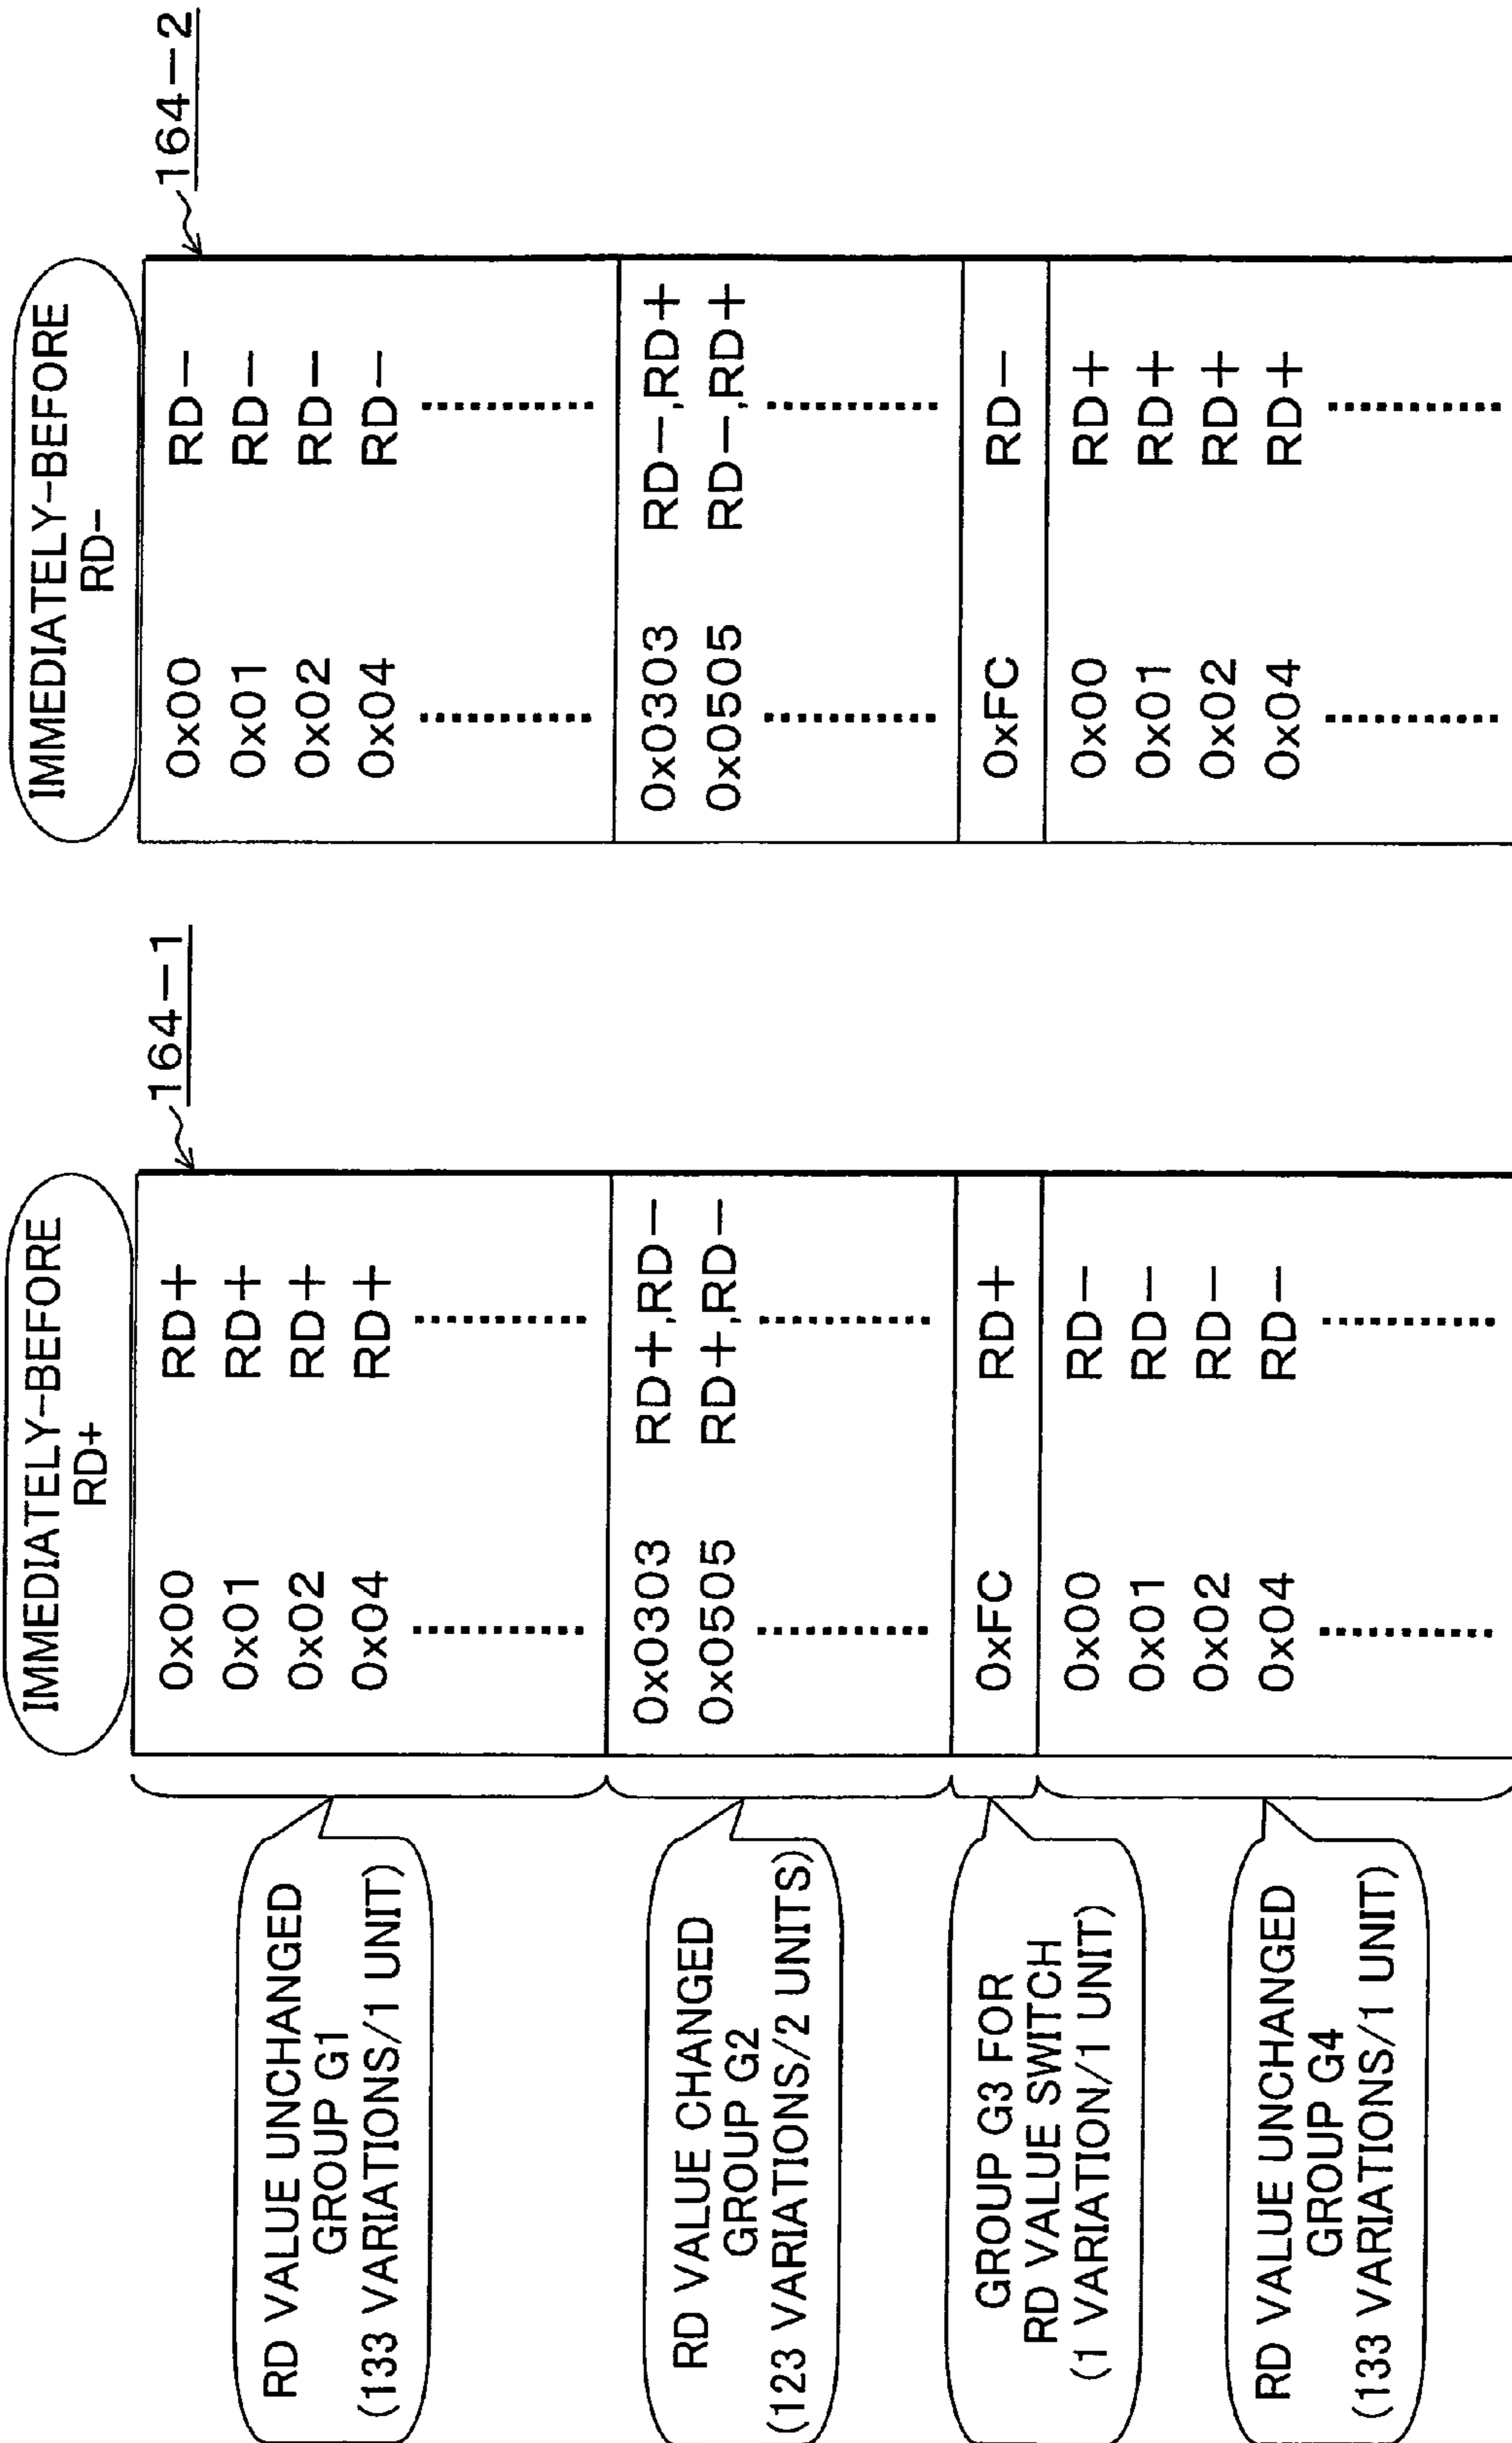 IMMEDIATELY-BEFORE
RD+
164-1
0x00 RD+
0x01 RD+
0x02 RD+
0x04 RD+
0x0303 RD+,RD-
0x0505 RD+,RD-
0xFC RD+
0x00 RD-
0x01 RD-
0x02 RD-
0x04 RD-
IMMEDIATELY-BEFORE
RD-
164-2
0x00 RD-
0x01 RD-
0x02 RD-
0x04 RD-
0x0303 RD-,RD+
0x0505 RD-,RD+
0xFC RD-
0x00 RD+
0x01 RD+
0x02 RD+
0x04 RD+
RD VALUE UNCHANGED
GROUP G1
(133 VARIATIONS/1 UNIT)
RD VALUE CHANGED
GROUP G2
(123 VARIATIONS/2 UNITS)
GROUP G3 FOR
RD VALUE SWITCH
(1 VARIATION/1 UNIT)
RD VALUE UNCHANGED
GROUP G4
(133 VARIATIONS/1 UNIT)